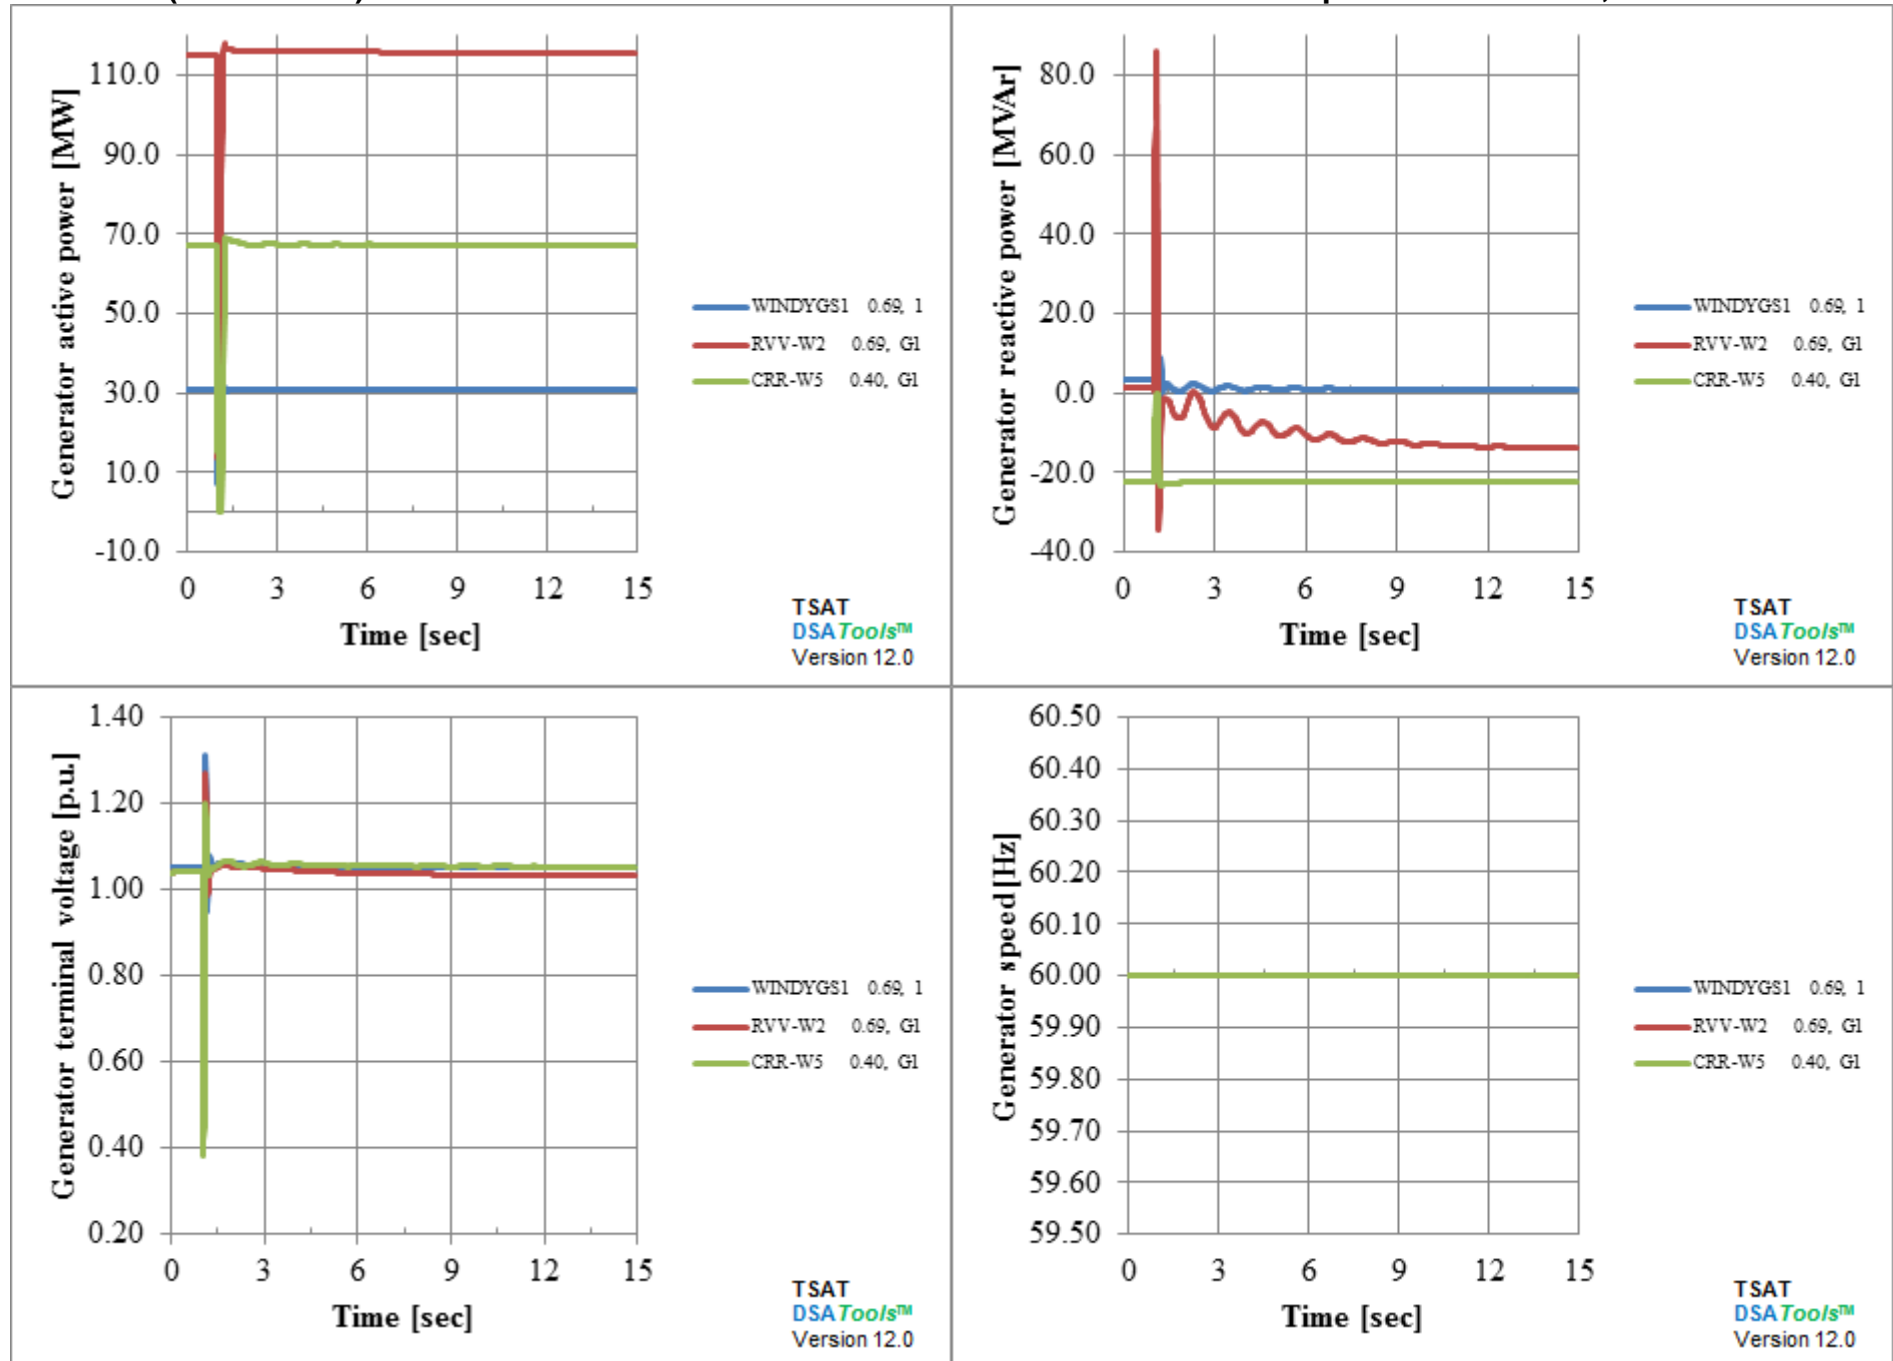 Generator active power [MW]
110.0
90.0
70.0
50.0
30.0
10.0
-10.0
0 3 6 9 12 15
Time [sec]
WINDYGS1 0.69, 1
RVV-W2 0.69, G1
CRR-W5 0.40, G1
TSAT
DSATools™
Version 12.0
Generator reactive power [MVAr]
80.0
60.0
40.0
20.0
0.0
-20.0
-40.0
0 3 6 9 12 15
Time [sec]
WINDYGS1 0.69, 1
RVV-W2 0.69, G1
CRR-W5 0.40, G1
TSAT
DSATools™
Version 12.0
Generator terminal voltage [p.u.]
1.40
1.20
1.00
0.80
0.60
0.40
0.20
0 3 6 9 12 15
Time [sec]
WINDYGS1 0.69, 1
RVV-W2 0.69, G1
CRR-W5 0.40, G1
TSAT
DSATools™
Version 12.0
Generator speed[Hz]
60.50
60.40
60.30
60.20
60.10
60.00
59.90
59.80
59.70
59.60
59.50
0 3 6 9 12 15
Time [sec]
WINDYGS1 0.69, 1
RVV-W2 0.69, G1
CRR-W5 0.40, G1
TSAT
DSATools™
Version 12.0